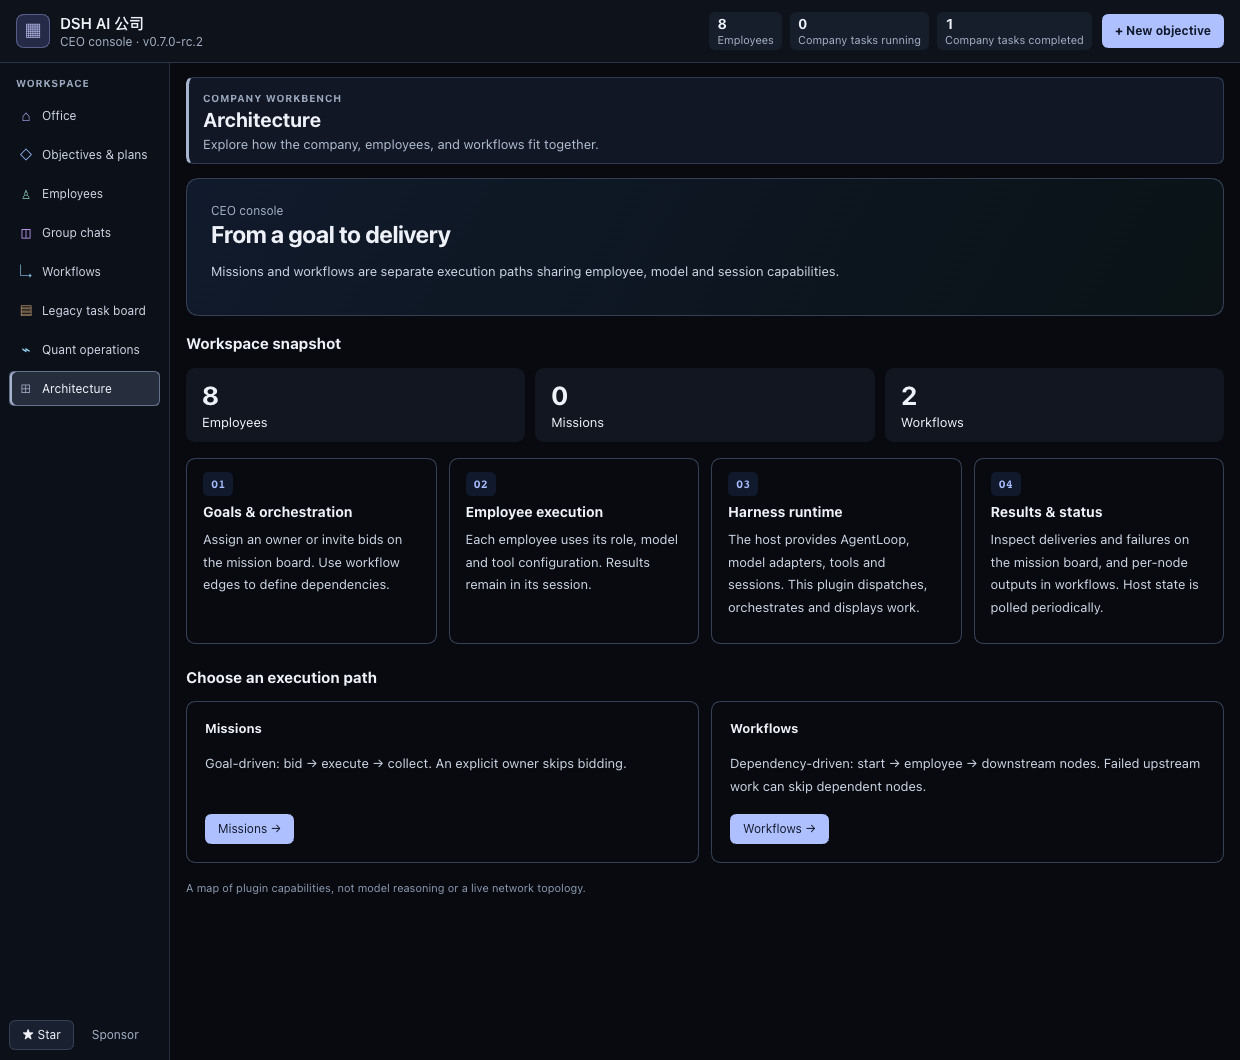 DSH AI 公司
CEO console · v0.7.0-rc.2
8
Employees
0
Company tasks running
1
Company tasks completed
+ New objective
WORKSPACE
Office
Objectives & plans
Employees
Group chats
Workflows
Legacy task board
Quant operations
Architecture
★ Star
Sponsor
COMPANY WORKBENCH
Architecture
Explore how the company, employees, and workflows fit together.
CEO console
From a goal to delivery
Missions and workflows are separate execution paths sharing employee, model and session capabilities.
Workspace snapshot
8
Employees
0
Missions
2
Workflows
01
Goals & orchestration
Assign an owner or invite bids on
the mission board. Use workflow
edges to define dependencies.
02
Employee execution
Each employee uses its role, model
and tool configuration. Results
remain in its session.
03
Harness runtime
The host provides AgentLoop,
model adapters, tools and
sessions. This plugin dispatches,
orchestrates and displays work.
04
Results & status
Inspect deliveries and failures on
the mission board, and per-node
outputs in workflows. Host state is
polled periodically.
Choose an execution path
Missions
Goal-driven: bid → execute → collect. An explicit owner skips bidding.
Missions →
Workflows
Dependency-driven: start → employee → downstream nodes. Failed upstream
work can skip dependent nodes.
Workflows →
A map of plugin capabilities, not model reasoning or a live network topology.